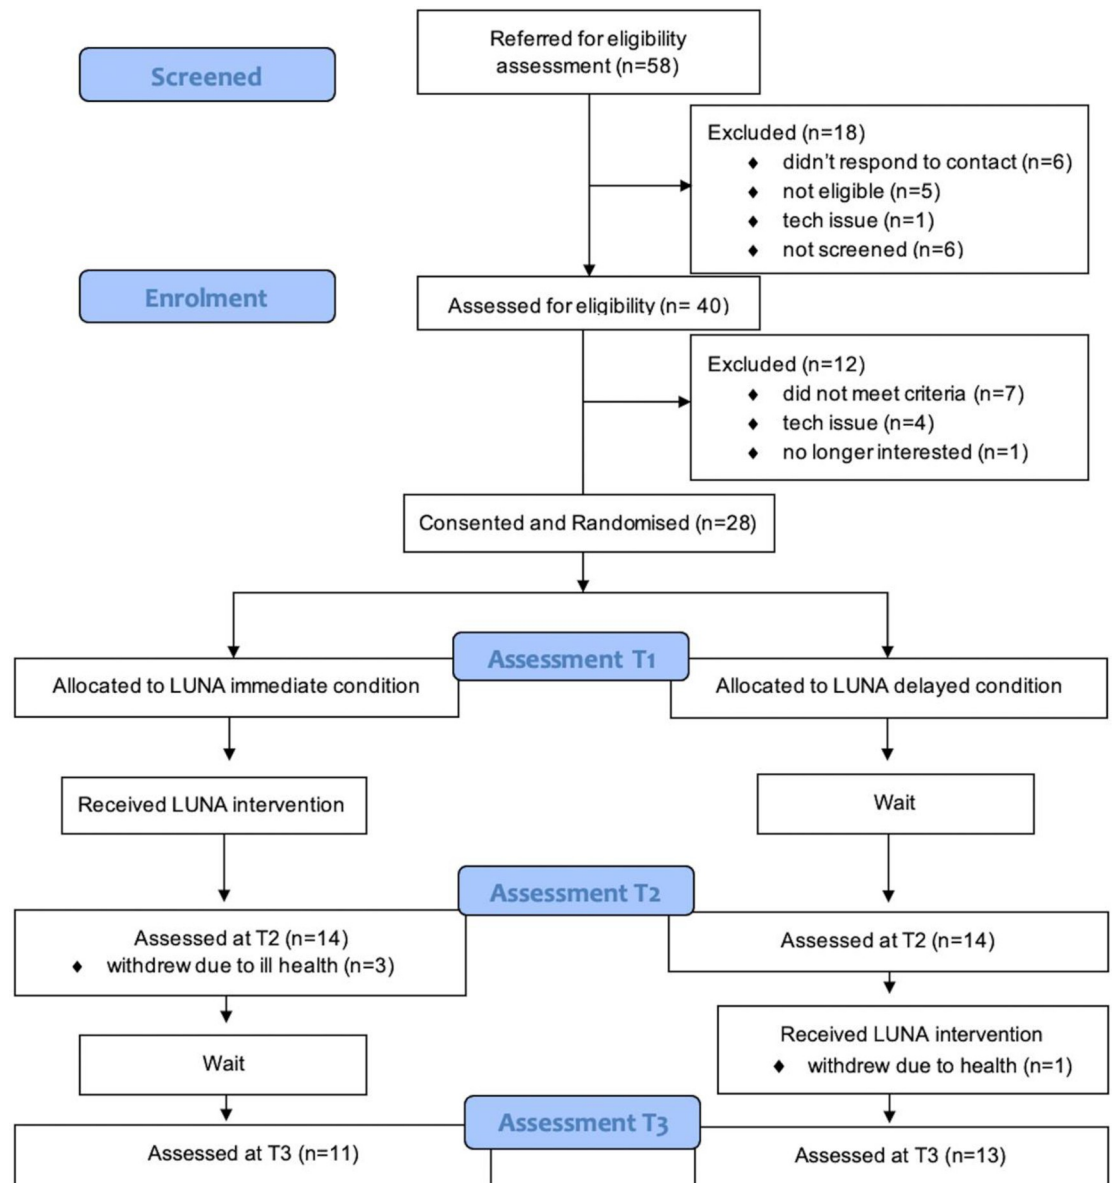 Referred for eligibility
assessment (n=58)
Screened
Excluded (n=18)
♦ didn't respond to contact (n=6)
♦ not eligible (n=5)
♦ tech issue (n=1)
♦ not screened (n=6)
Enrolment
Assessed for eligibility (n= 40)
Excluded (n=12)
♦ did not meet criteria (n=7)
♦ tech issue (n=4)
♦ no longer interested (n=1)
Consented and Randomised (n=28)
Assessment T1
Allocated to LUNA immediate condition
Allocated to LUNA delayed condition
Received LUNA intervention
Wait
Assessment T2
Assessed at T2 (n=14)
♦ withdrew due to ill health (n=3)
Assessed at T2 (n=14)
Wait
Received LUNA intervention
♦ withdrew due to health (n=1)
Assessment T3
Assessed at T3 (n=11)
Assessed at T3 (n=13)